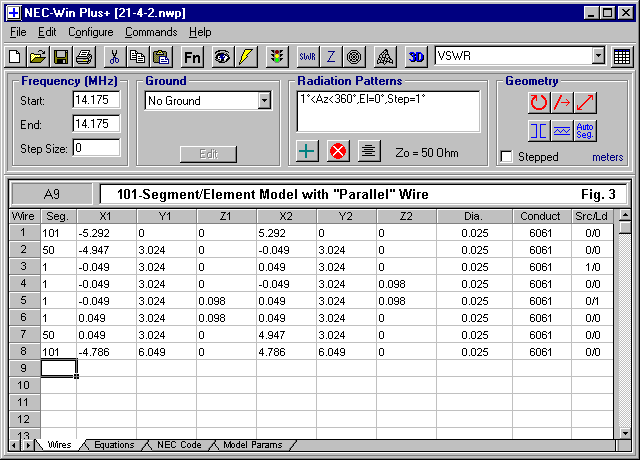 NEC-Win Plus+ [21-4-2.nwp]
File Edit Configure Commands Help
Fn SWR Z 3D VSWR
Frequency (MHz) Ground Radiation Patterns Geometry
Start: 14.175 No Ground 1°<Az<360°,El=0°,Step=1°
End: 14.175
Step Size: 0 Edit Zo = 50 Ohm Auto Seg.
Stepped meters
A9 101-Segment/Element Model with "Parallel" Wire Fig. 3
Wire Seg. X1 Y1 Z1 X2 Y2 Z2 Dia. Conduct Src/Ld
1 101 -5.292 0 0 5.292 0 0 0.025 6061 0/0
2 50 -4.947 3.024 0 -0.049 3.024 0 0.025 6061 0/0
3 1 -0.049 3.024 0 0.049 3.024 0 0.025 6061 1/0
4 1 -0.049 3.024 0 -0.049 3.024 0.098 0.025 6061 0/0
5 1 -0.049 3.024 0.098 0.049 3.024 0.098 0.025 6061 0/1
6 1 0.049 3.024 0.098 0.049 3.024 0 0.025 6061 0/0
7 50 0.049 3.024 0 4.947 3.024 0 0.025 6061 0/0
8 101 -4.786 6.049 0 4.786 6.049 0 0.025 6061 0/0
9
10
11
12
13
Wires Equations NEC Code Model Params